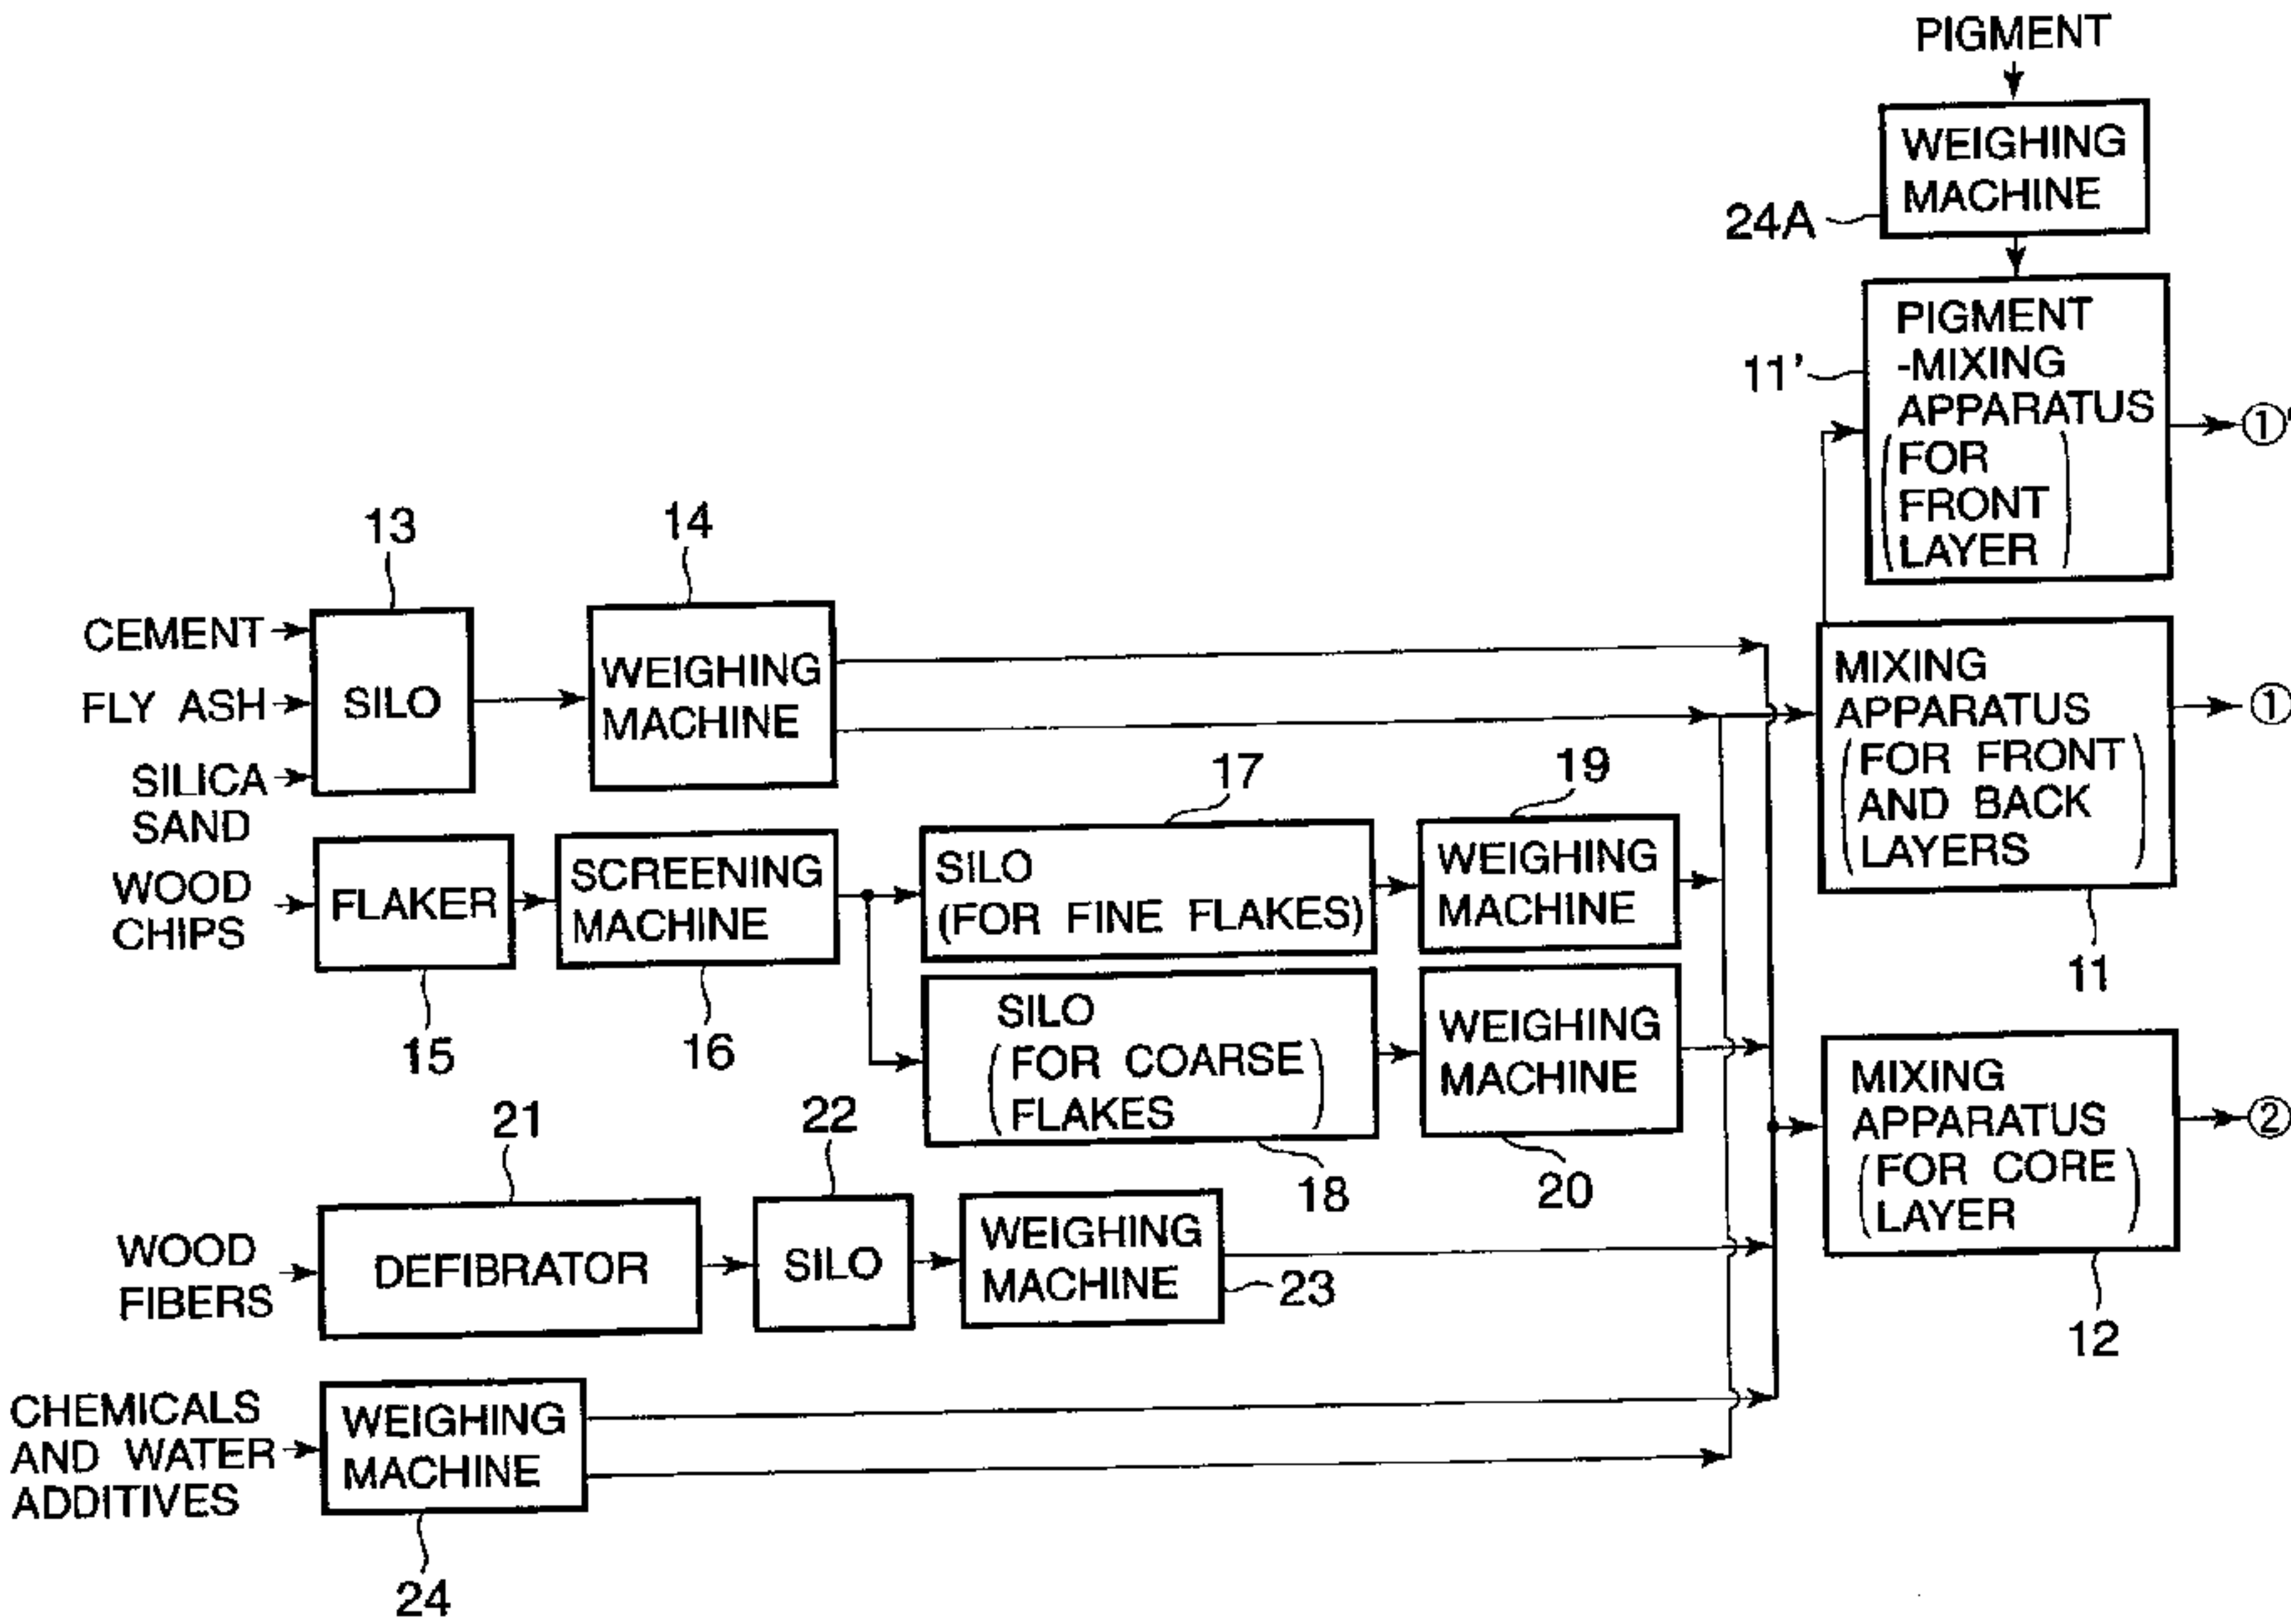 PIGMENT
WEIGHING
MACHINE
24A
PIGMENT
-MIXING
APPARATUS
(FOR
FRONT
LAYER)
11'
①'
13
14
CEMENT
FLY ASH
SILICA
SAND
SILO
WEIGHING
MACHINE
MIXING
APPARATUS
(FOR FRONT
AND BACK
LAYERS)
①
11
17
19
WOOD
CHIPS
FLAKER
SCREENING
MACHINE
SILO
(FOR FINE FLAKES)
WEIGHING
MACHINE
15
16
SILO
(FOR COARSE
FLAKES)
WEIGHING
MACHINE
18
20
MIXING
APPARATUS
(FOR CORE
LAYER)
②
12
21
22
WOOD
FIBERS
DEFIBRATOR
SILO
WEIGHING
MACHINE
23
CHEMICALS
AND WATER
ADDITIVES
WEIGHING
MACHINE
24